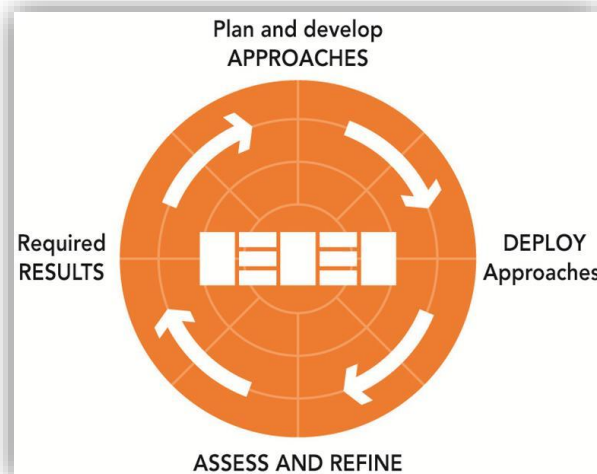 Plan and develop
APPROACHES
Required
RESULTS
DEPLOY
Approaches
ASSESS AND REFINE